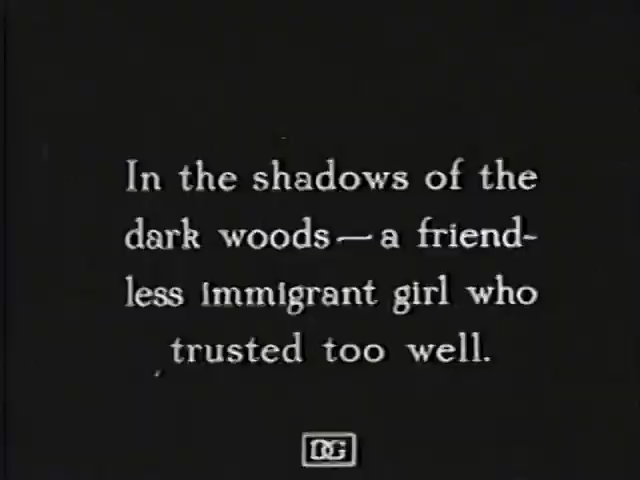 In the shadows of the
dark woods—a friend-
less immigrant girl who
trusted too well.
DG